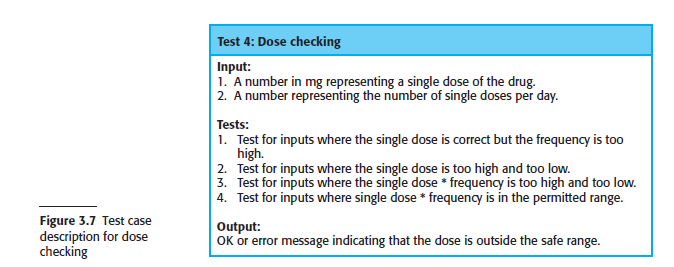 Test 4: Dose checking
Input:
1. A number in mg representing a single dose of the drug.
2. A number representing the number of single doses per day.
Tests:
1. Test for inputs where the single dose is correct but the frequency is too
high.
2. Test for inputs where the single dose is too high and too low.
3. Test for inputs where the single dose * frequency is too high and too low.
4. Test for inputs where single dose * frequency is in the permitted range.
Output:
OK or error message indicating that the dose is outside the safe range.
Figure 3.7 Test case
description for dose
checking